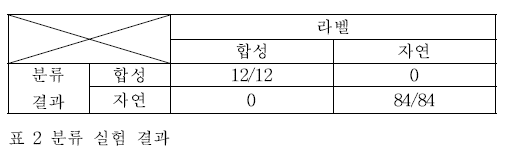 라벨
합성 자연
분류 합성 12/12 0
결과 자연 0 84/84
표 2 분류 실험 결과